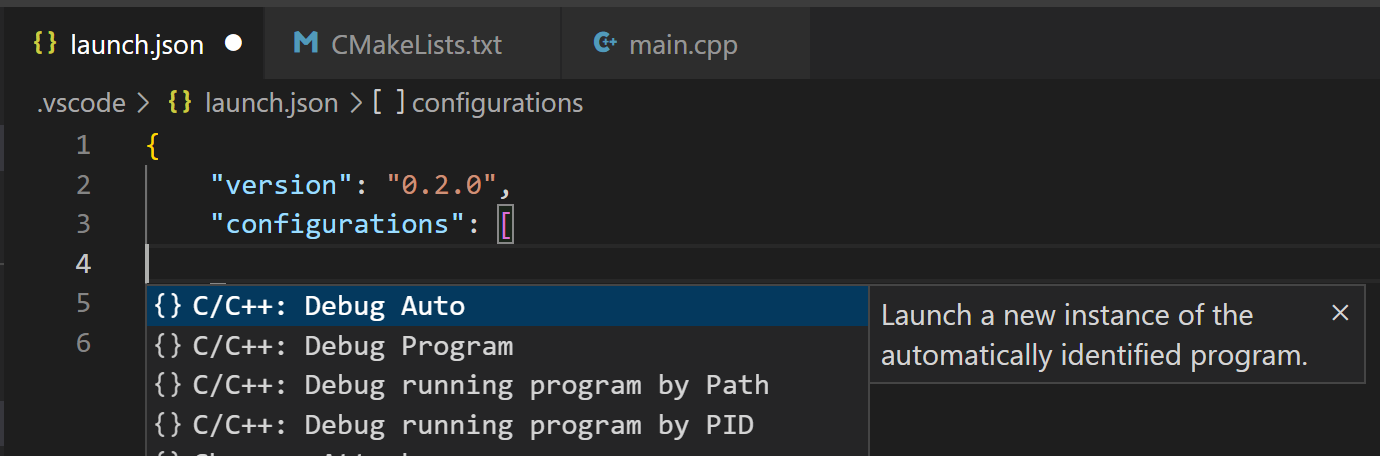 {} launch.json ● CMakeLists.txt main.cpp
.vscode > {} launch.json > [ ] configurations
1 {
2 "version": "0.2.0",
3 "configurations": [
4
5
6
{} C/C++: Debug Auto
{} C/C++: Debug Program
{} C/C++: Debug running program by Path
{} C/C++: Debug running program by PID
Launch a new instance of the
automatically identified program.